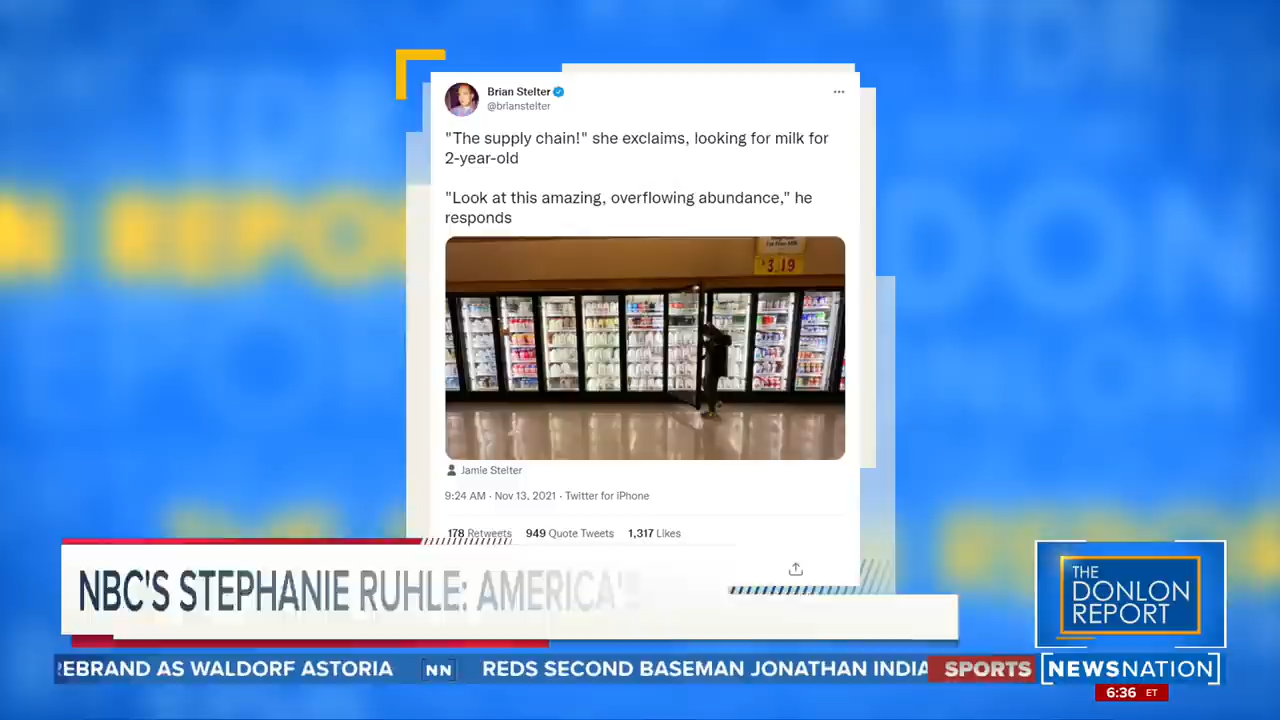 Brian Stelter
@brianstelter
"The supply chain!" she exclaims, looking for milk for
2-year-old
"Look at this amazing, overflowing abundance," he
responds
$3.19
Jamie Stelter
9:24 AM · Nov 13, 2021 · Twitter for iPhone
178 Retweets 949 Quote Tweets 1,317 Likes
NBC'S STEPHANIE RUHLE: AMERICA'
THE
DONLON
REPORT
EBRAND AS WALDORF ASTORIA NN REDS SECOND BASEMAN JONATHAN INDIA
SPORTS
NEWSNATION
6:36 ET